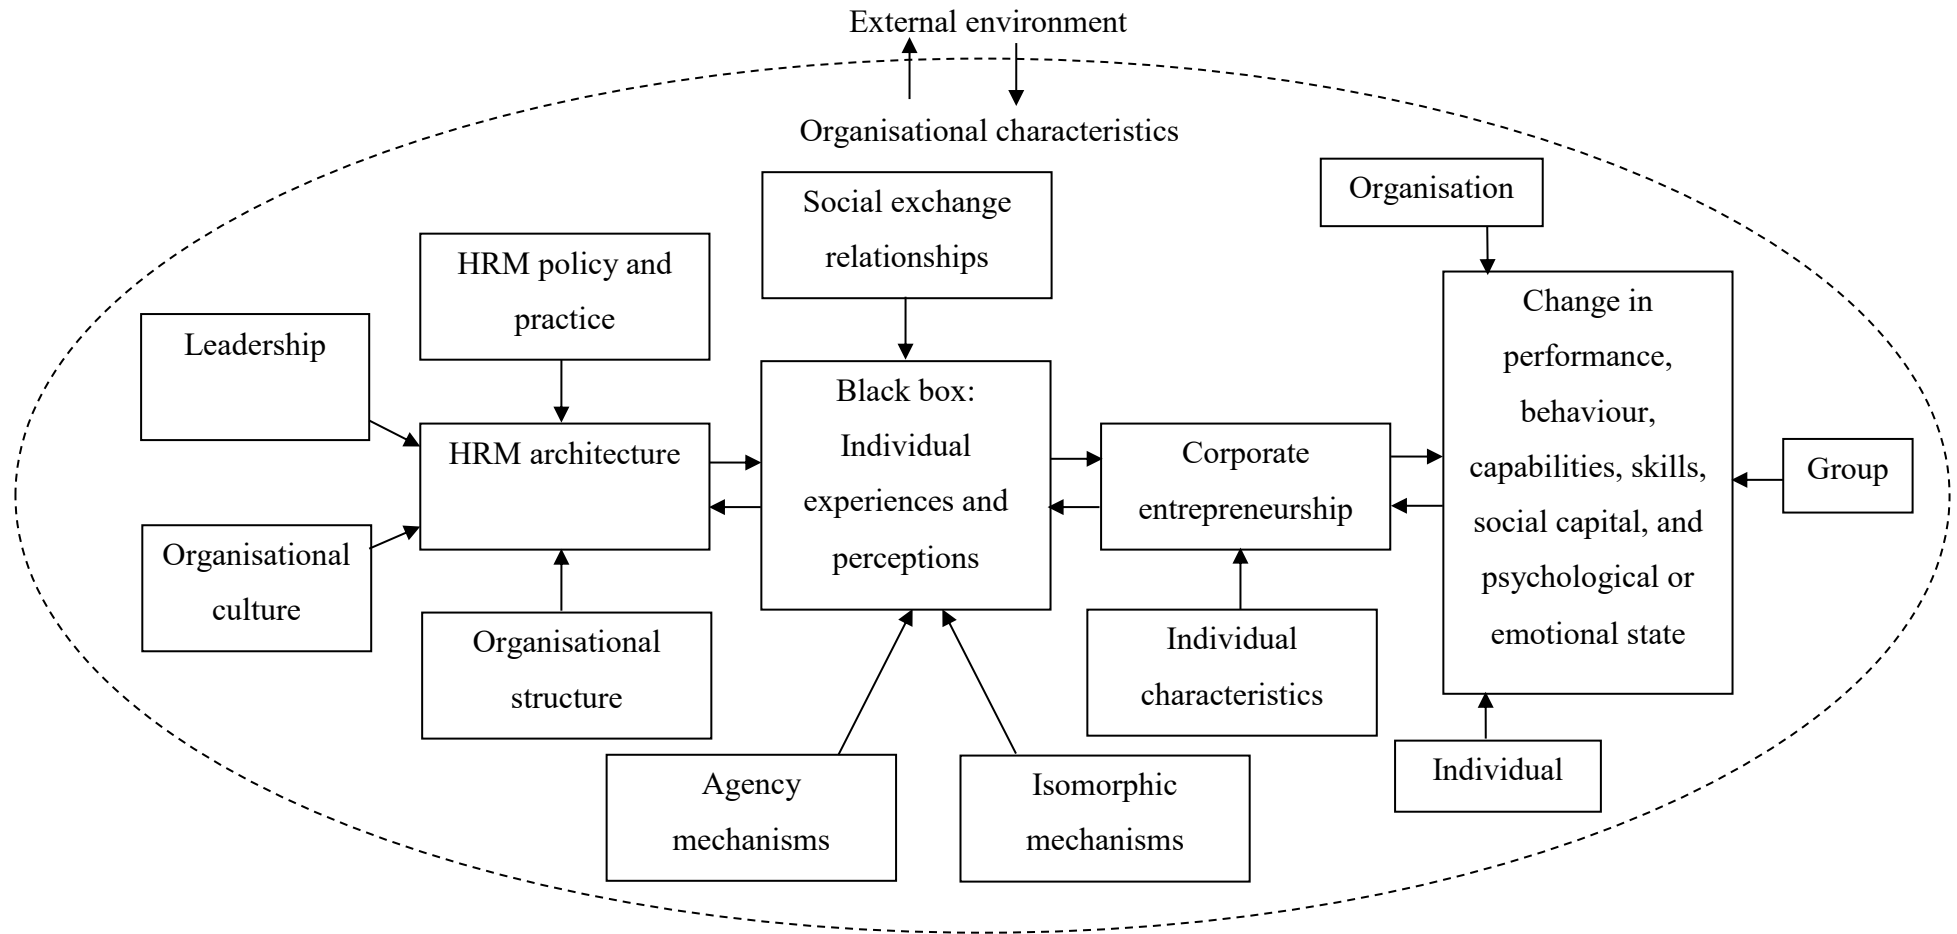 External environment
Organisational characteristics
Social exchange
relationships
Organisation
HRM policy and
practice
Leadership
HRM architecture
Black box:
Individual
experiences and
perceptions
Corporate
entrepreneurship
Change in
performance,
behaviour,
capabilities, skills,
social capital, and
psychological or
emotional state
Group
Organisational
culture
Organisational
structure
Individual
characteristics
Agency
mechanisms
Isomorphic
mechanisms
Individual